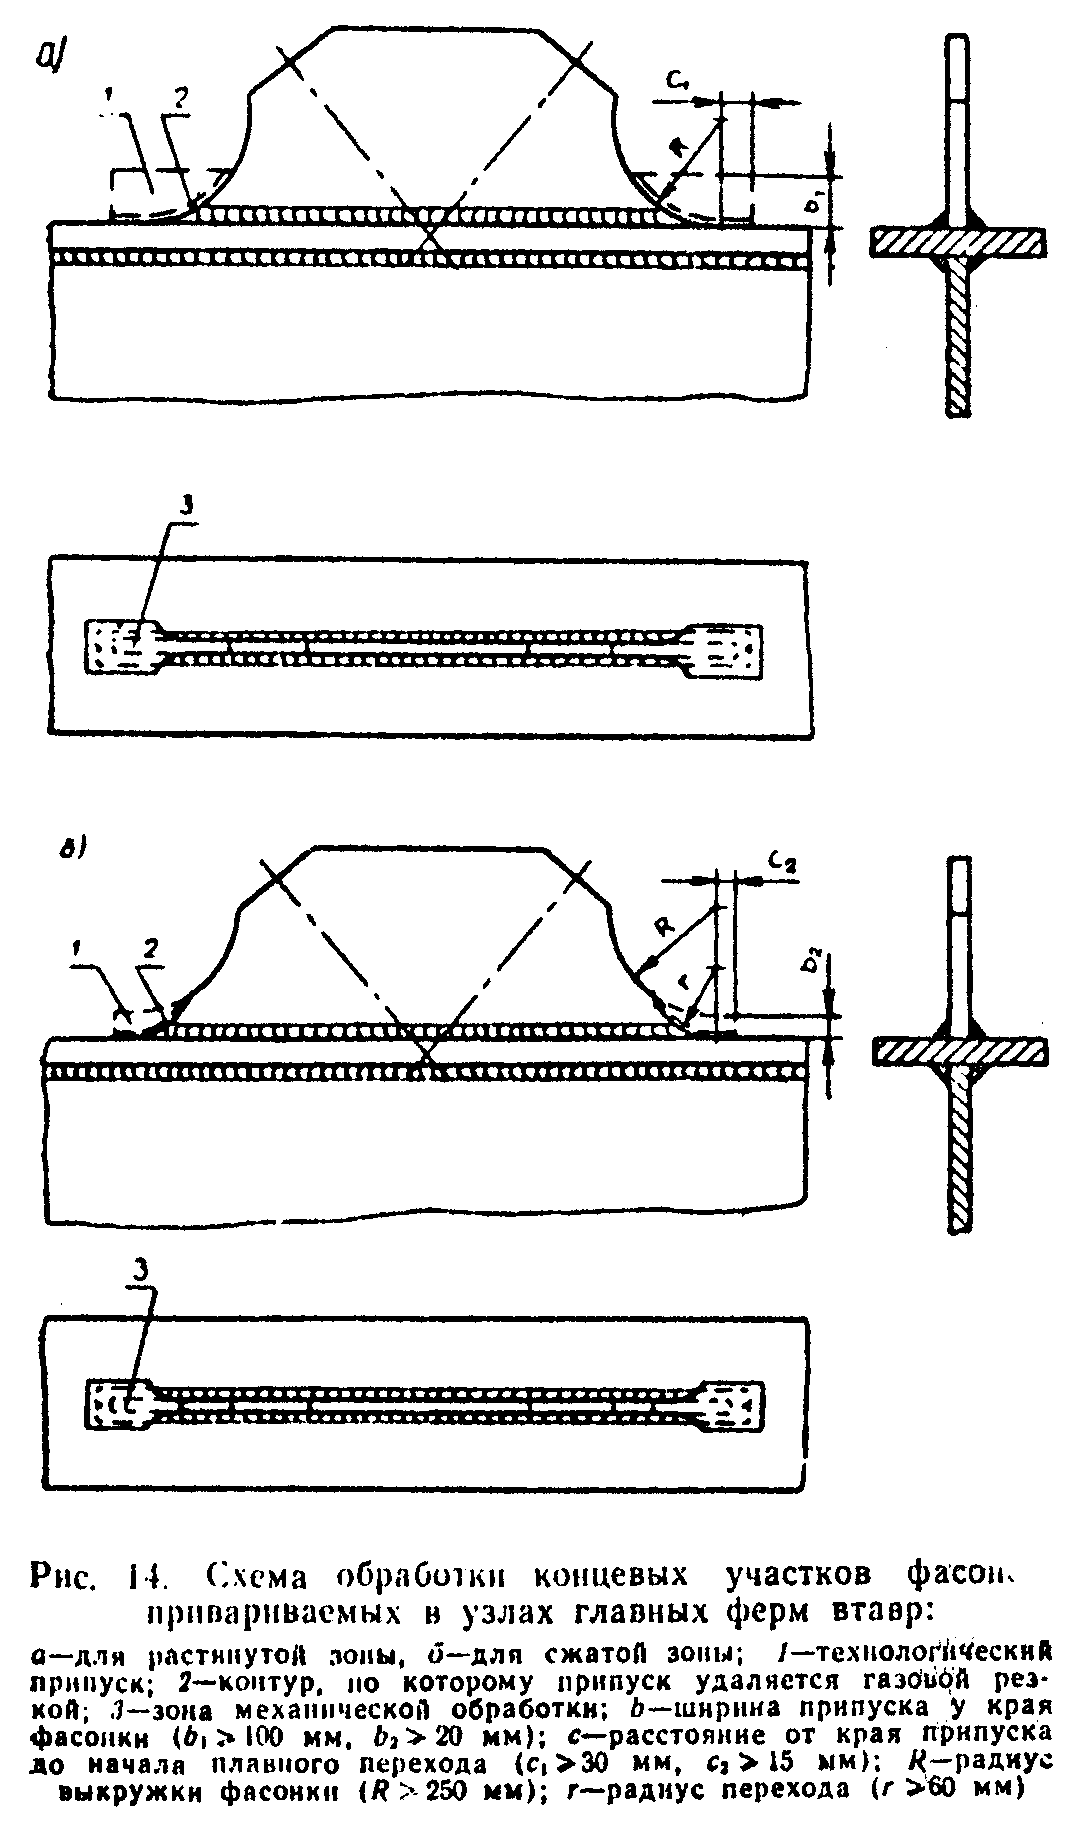 а)
1
2
C₁
R
b₁
3
в)
1
2
C₂
R
r
b₂
3
Рис. 14. Схема обработки концевых участков фасон
привариваемых в узлах главных ферм втавр:
а—для растянутой зоны, б—для сжатой зоны; 1—технологический
припуск; 2—контур, по которому припуск удаляется газовой рез-
кой; 3—зона механической обработки; b—ширина припуска у края
фасонки (b₁ > 100 мм, b₂ > 20 мм); c—расстояние от края припуска
до начала плавного перехода (c₁ > 30 мм, c₂ > 15 мм); R—радиус
выкружки фасонки (R > 250 мм); r—радиус перехода (r > 60 мм)